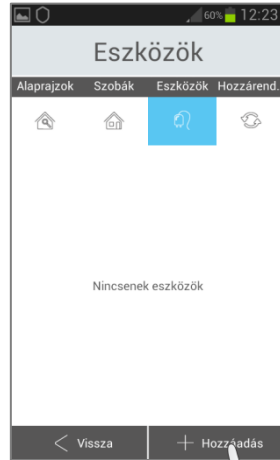 60% 12:23
Eszközök
Alaprajzok Szobák Eszközök Hozzárend.
Nincsenek eszközök
Vissza Hozzáadás